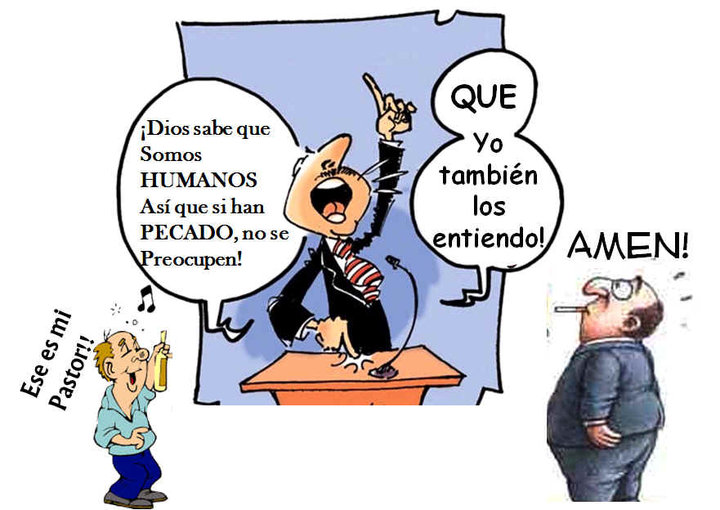 ¡Dios sabe que
Somos
HUMANOS
Así que si han
PECADO, no se
Preocupen!
QUE
Yo
también
los
entiendo!
AMEN!
Ese es mi
Pastor!!